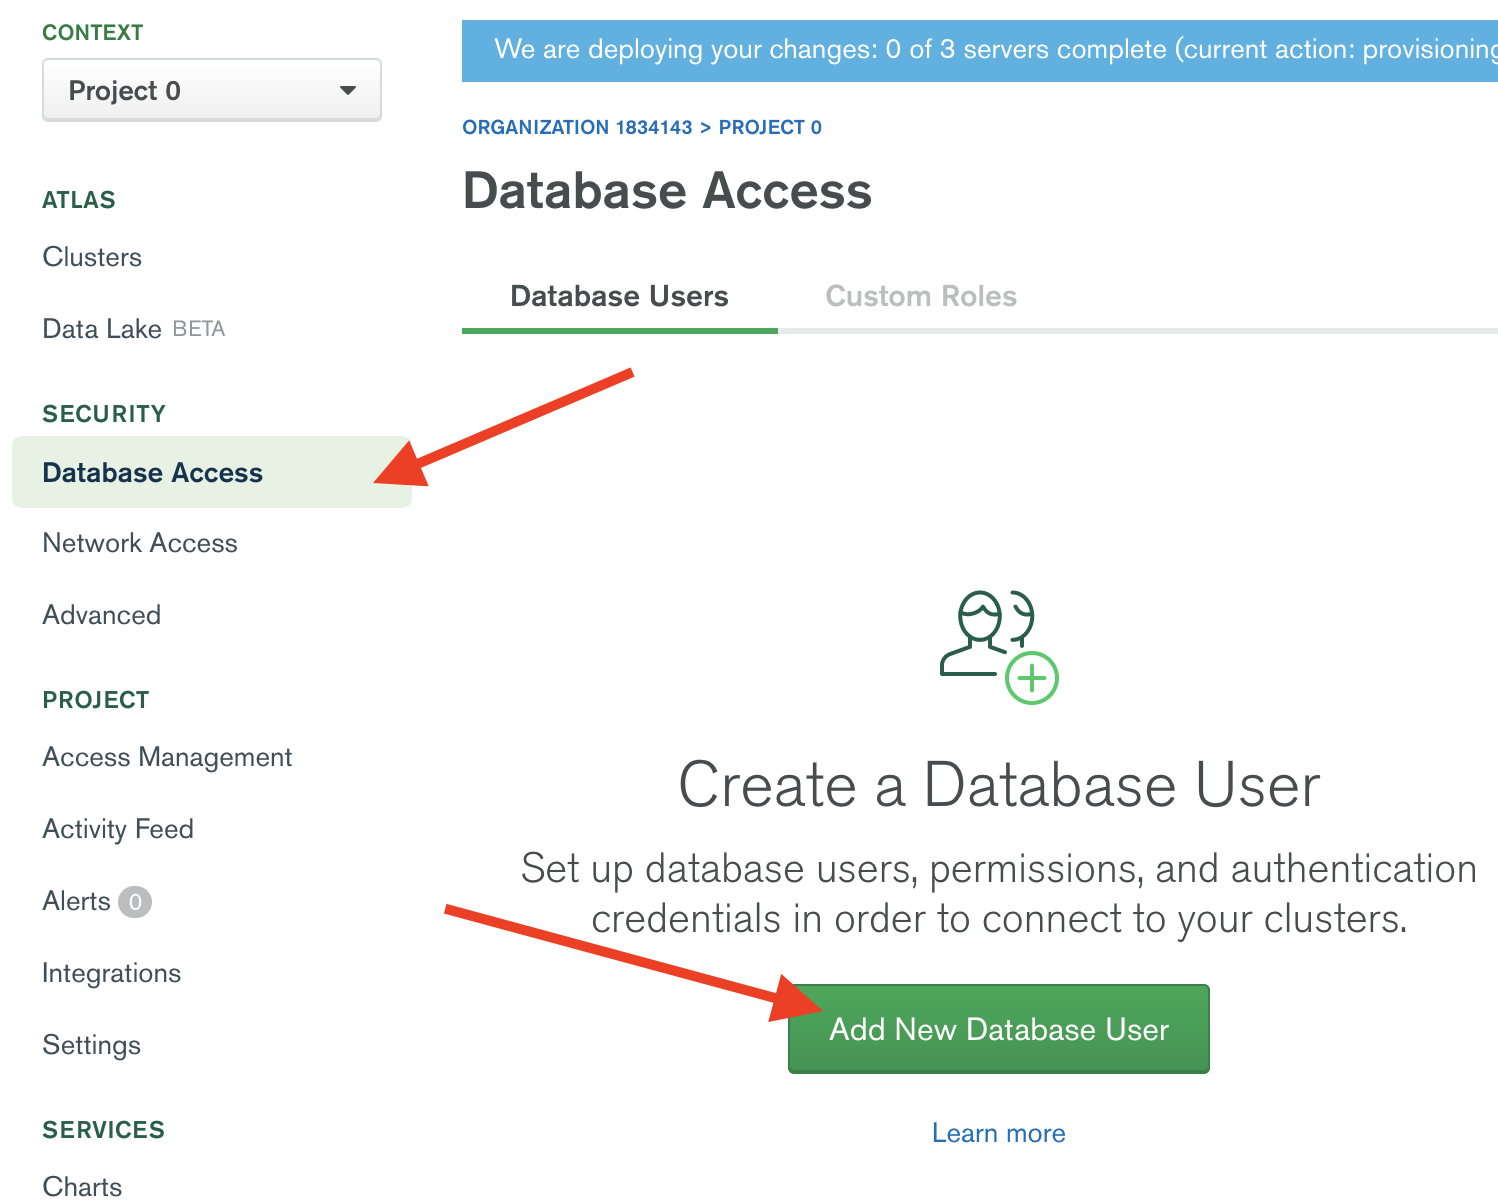 CONTEXT
Project 0
ATLAS
Clusters
Data Lake BETA
SECURITY
Database Access
Network Access
Advanced
PROJECT
Access Management
Activity Feed
Alerts 0
Integrations
Settings
SERVICES
Charts
We are deploying your changes: 0 of 3 servers complete (current action: provisioning
ORGANIZATION 1834143 > PROJECT 0
Database Access
Database Users
Custom Roles
Create a Database User
Set up database users, permissions, and authentication
credentials in order to connect to your clusters.
Add New Database User
Learn more